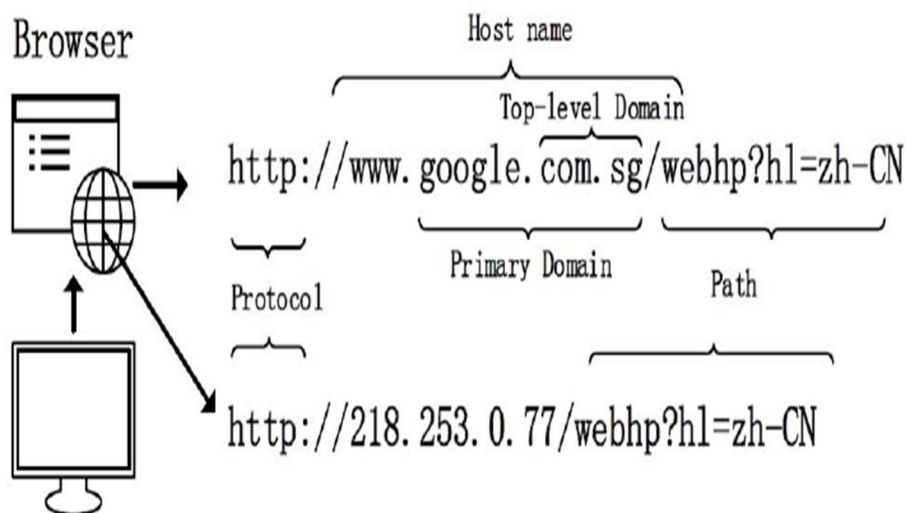 Browser
Host name
Top-level Domain
http://www.google.com.sg/webhp?hl=zh-CN
Primary Domain
Protocol
Path
http://218.253.0.77/webhp?hl=zh-CN